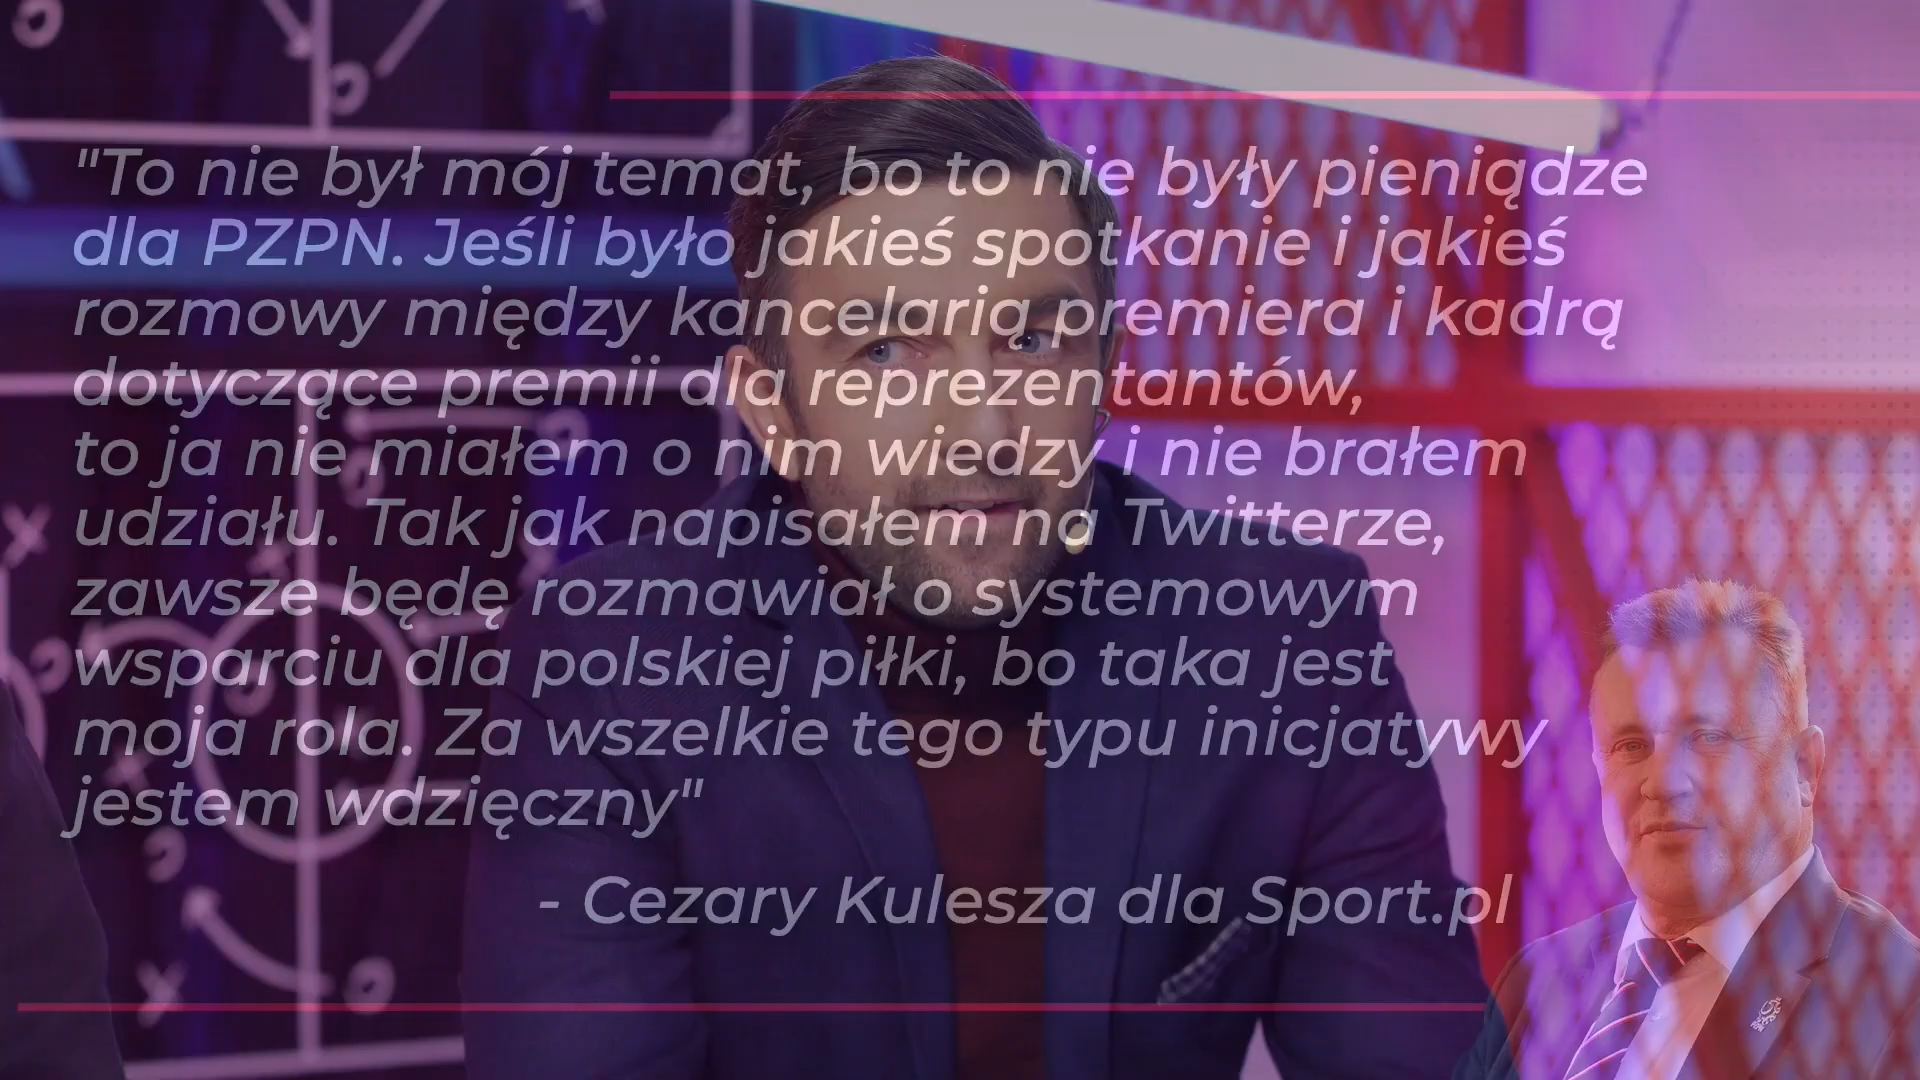 "To nie był mój temat, bo to nie były pieniądze
dla PZPN. Jeśli było jakieś spotkanie i jakieś
rozmowy między kancelarią premiera i kadrą
dotyczące premii dla reprezentantów,
to ja nie miałem o nim wiedzy i nie brałem
udziału. Tak jak napisałem na Twitterze,
zawsze będę rozmawiał o systemowym
wsparciu dla polskiej piłki, bo taka jest
moja rola. Za wszelkie tego typu inicjatywy
jestem wdzięczny"
- Cezary Kulesza dla Sport.pl